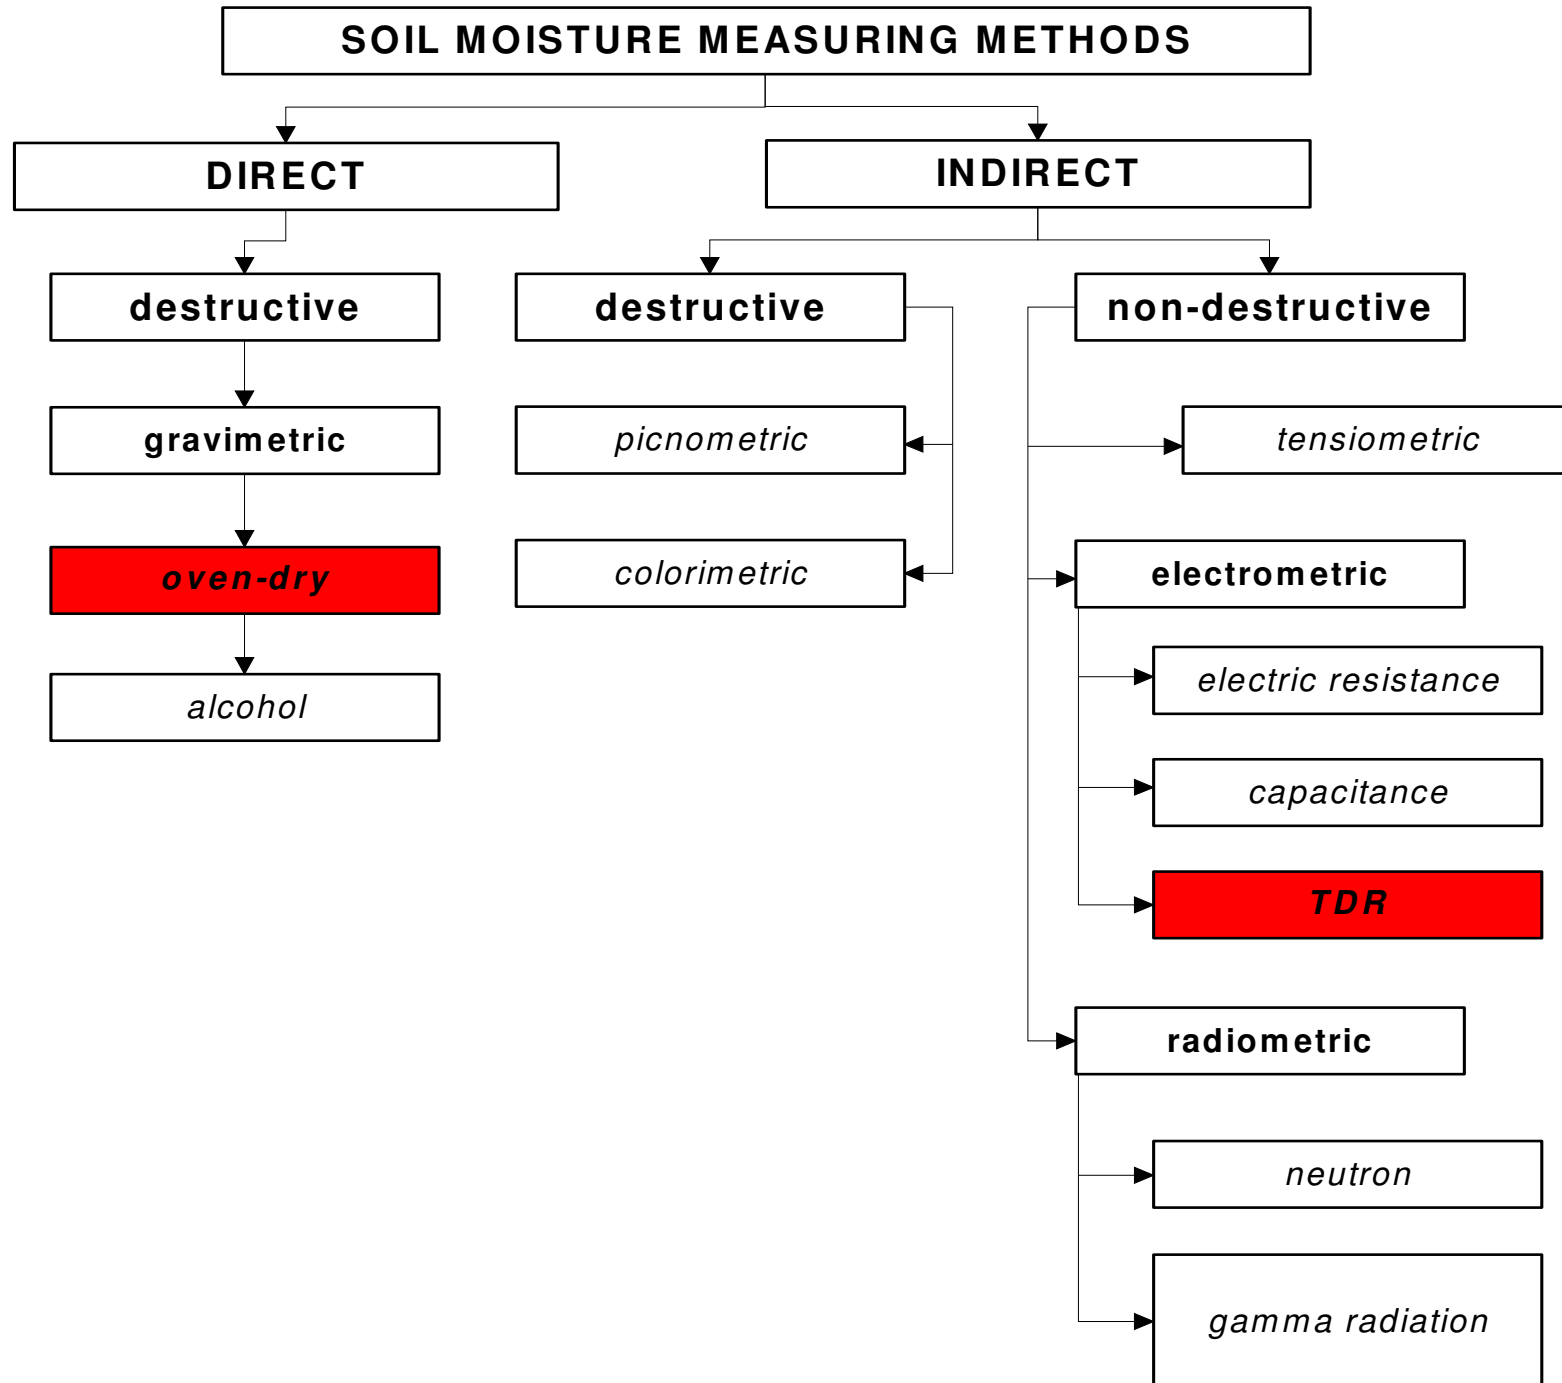 SOIL MOISTURE MEASURING METHODS
DIRECT
INDIRECT
destructive
destructive
non-destructive
gravimetric
picnometric
tensiometric
oven-dry
colorimetric
electrometric
alcohol
electric resistance
capacitance
TDR
radiometric
neutron
gamma radiation